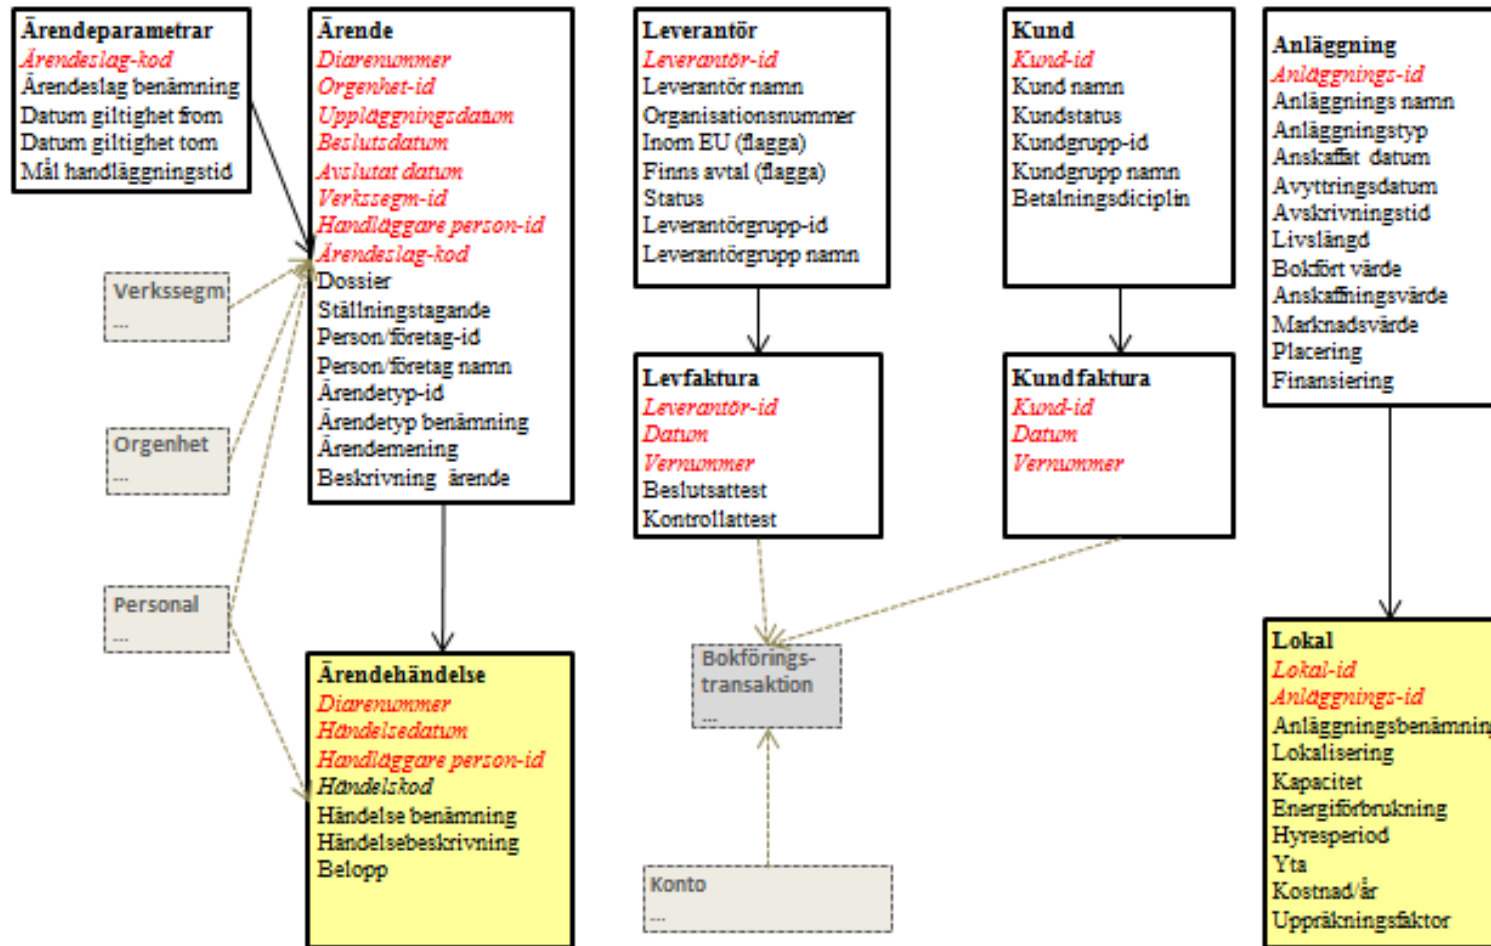 Ärendeparametrar
Ärendeslag-kod
Ärendeslag benämning
Datum giltighet from
Datum giltighet tom
Mål handläggningstid
Ärende
Diarenummer
Orgenhet-id
Uppläggningsdatum
Beslutsdatum
Avslutat datum
Verkssegm-id
Handläggare person-id
Ärendeslag-kod
Dossier
Ställningstagande
Person/företag-id
Person/företag namn
Ärendetyp-id
Ärendetyp benämning
Ärendemening
Beskrivning ärende
Leverantör
Leverantör-id
Leverantör namn
Organisationsnummer
Inom EU (flagga)
Finns avtal (flagga)
Status
Leverantörgrupp-id
Leverantörgrupp namn
Kund
Kund-id
Kund namn
Kundstatus
Kundgrupp-id
Kundgrupp namn
Betalningsdiciplin
Anläggning
Anläggnings-id
Anläggnings namn
Anläggningstyp
Anskaffat datum
Avyttringsdatum
Avskrivningstid
Livslängd
Bokfört värde
Anskaffningsvärde
Marknadsvärde
Placering
Finansiering
Verkssegm
...
Orgenhet
...
Personal
...
Levfaktura
Leverantör-id
Datum
Vernummer
Beslutsattest
Kontrollattest
Kundfaktura
Kund-id
Datum
Vernummer
Ärendehändelse
Diarenummer
Händelsedatum
Handläggare person-id
Händelskod
Händelse benämning
Händelsebeskrivning
Belopp
Bokförings-
transaktion
...
Konto
...
Lokal
Lokal-id
Anläggnings-id
Anläggningsbenämning
Lokalisering
Kapacitet
Energiförbrukning
Hyresperiod
Yta
Kostnad/år
Uppräkningsfaktor